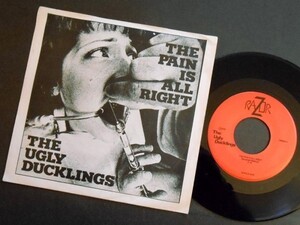 THE
PAIN
IS
ALL
RIGHT
THE
UGLY
DUCKLINGS
RAZOR
The
Ugly
Ducklings